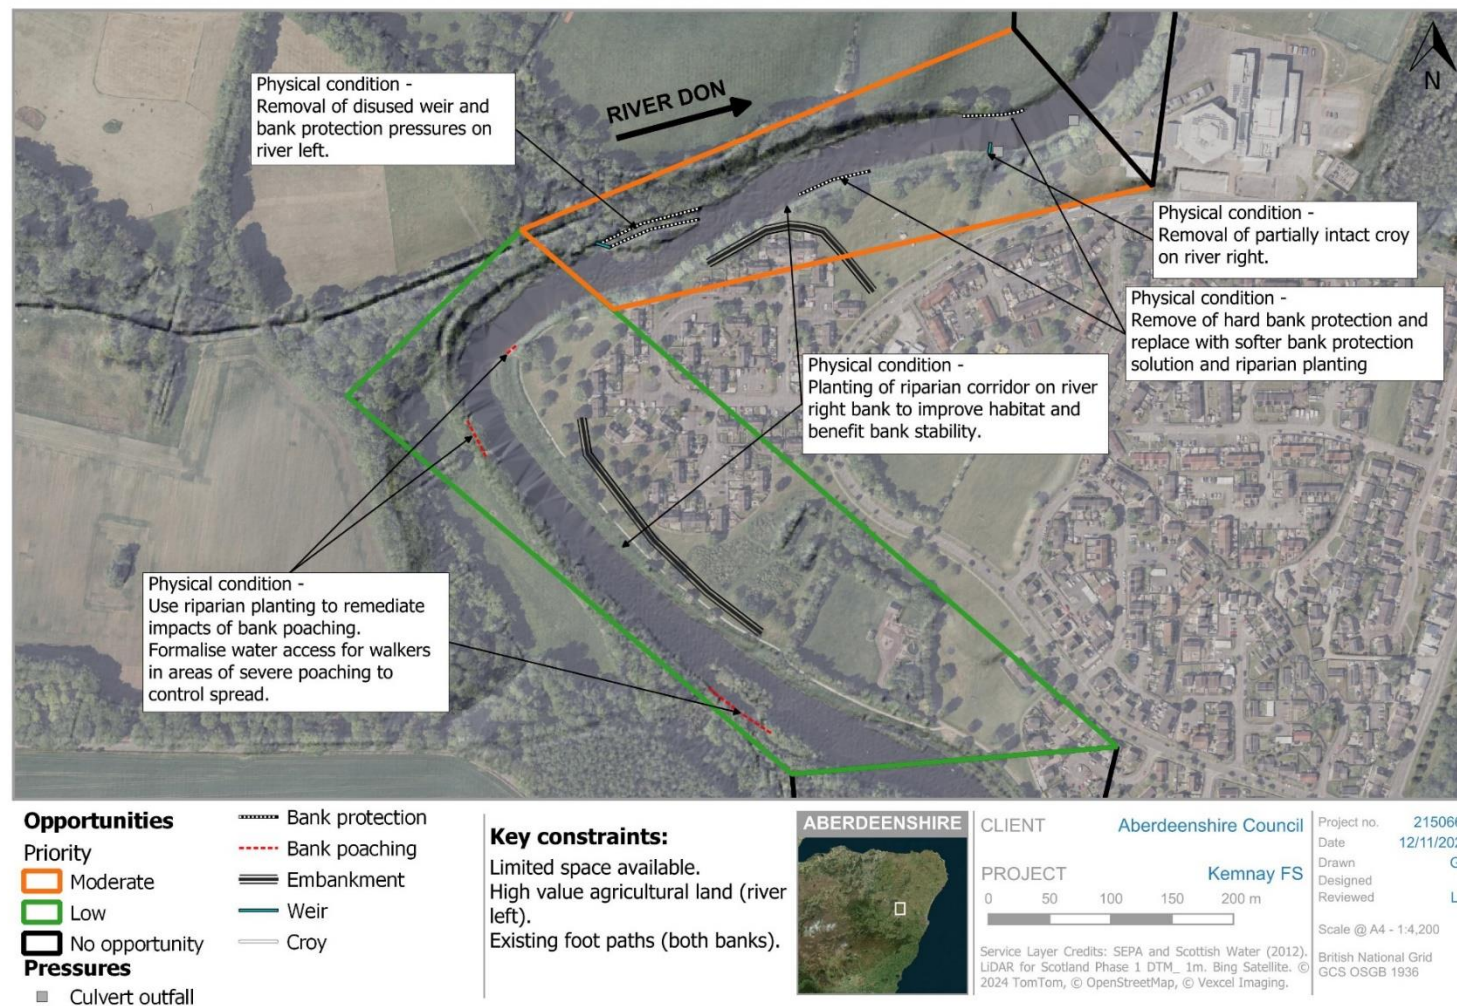 Physical condition -
Removal of disused weir and
bank protection pressures on
river left.
RIVER DON
N
Physical condition -
Removal of partially intact croy
on river right.
Physical condition -
Remove of hard bank protection and
replace with softer bank protection
solution and riparian planting
Physical condition -
Planting of riparian corridor on river
right bank to improve habitat and
benefit bank stability.
Physical condition -
Use riparian planting to remediate
impacts of bank poaching.
Formalise water access for walkers
in areas of severe poaching to
control spread.
Opportunities
Priority
Moderate
Low
No opportunity
Pressures
Culvert outfall
Bank protection
Bank poaching
Embankment
Weir
Croy
Key constraints:
Limited space available.
High value agricultural land (river
left).
Existing foot paths (both banks).
ABERDEENSHIRE
CLIENT Aberdeenshire Council
PROJECT Kemnay FS
0 50 100 150 200 m
Service Layer Credits: SEPA and Scottish Water (2012).
LiDAR for Scotland Phase 1 DTM_ 1m. Bing Satellite. ©
2024 TomTom, © OpenStreetMap, © Vexcel Imaging.
Project no. 215066
Date 12/11/202
Drawn G
Designed
Reviewed L
Scale @ A4 - 1:4,200
British National Grid
GCS OSGB 1936